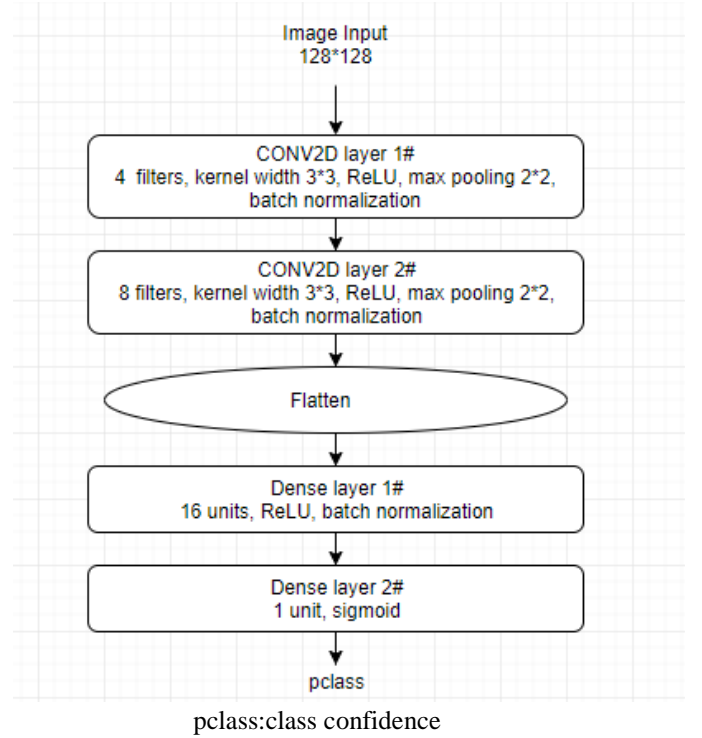 Image Input
128*128
CONV2D layer 1#
4 filters, kernel width 3*3, ReLU, max pooling 2*2,
batch normalization
CONV2D layer 2#
8 filters, kernel width 3*3, ReLU, max pooling 2*2,
batch normalization
Flatten
Dense layer 1#
16 units, ReLU, batch normalization
Dense layer 2#
1 unit, sigmoid
pclass
pclass:class confidence